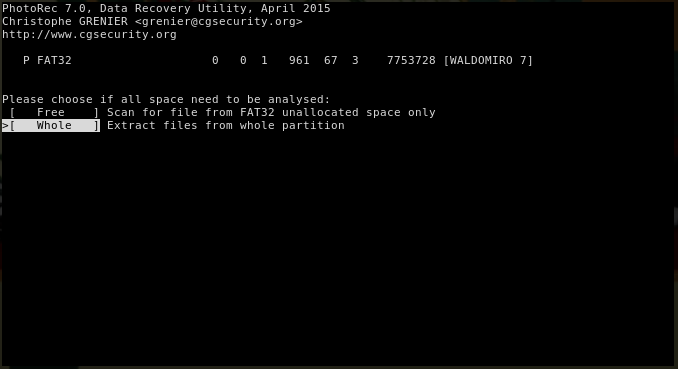 PhotoRec 7.0, Data Recovery Utility, April 2015
Christophe GRENIER <grenier@cgsecurity.org>
http://www.cgsecurity.org
P FAT32 0 0 1 961 67 3 7753728 [WALDOMIRO 7]
Please choose if all space need to be analysed:
[ Free ] Scan for file from FAT32 unallocated space only
>[ Whole ] Extract files from whole partition